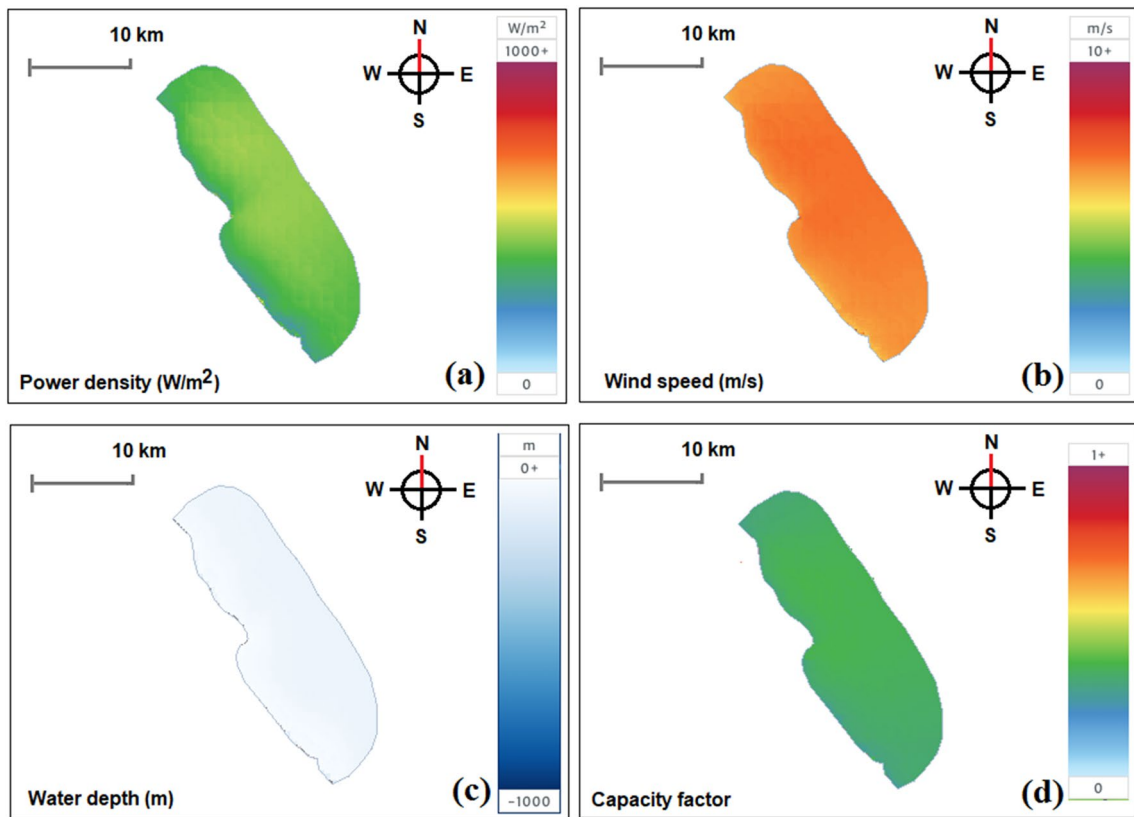 10 km
N
W
E
S
W/m²
1000+
0
Power density (W/m²)
(a)
10 km
N
W
E
S
m/s
10+
0
Wind speed (m/s)
(b)
10 km
N
W
E
S
m
0+
-1000
Water depth (m)
(c)
10 km
N
W
E
S
1+
0
Capacity factor
(d)